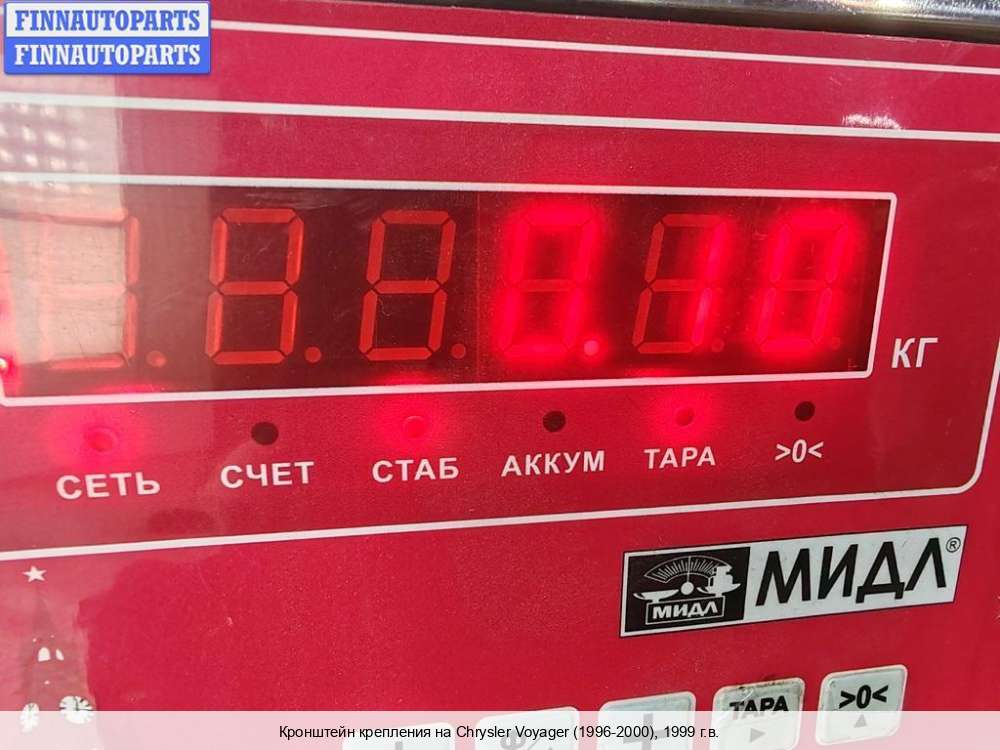 FINNAUTOPARTS
FINNAUTOPARTS
0.10
КГ
СЕТЬ СЧЕТ СТАБ АККУМ ТАРА >0<
МИДЛ МИДЛ®
ТАРА >0<
Кронштейн крепления на Chrysler Voyager (1996-2000), 1999 г.в.